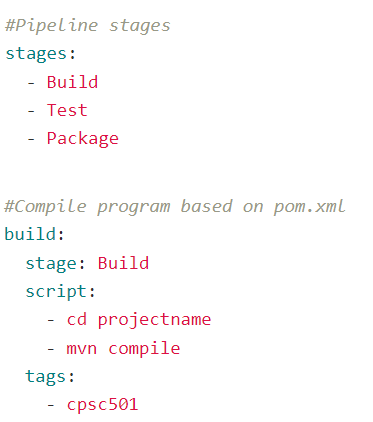 #Pipeline stages
stages:
  - Build
  - Test
  - Package

#Compile program based on pom.xml
build:
  stage: Build
  script:
    - cd projectname
    - mvn compile
  tags:
    - cpsc501